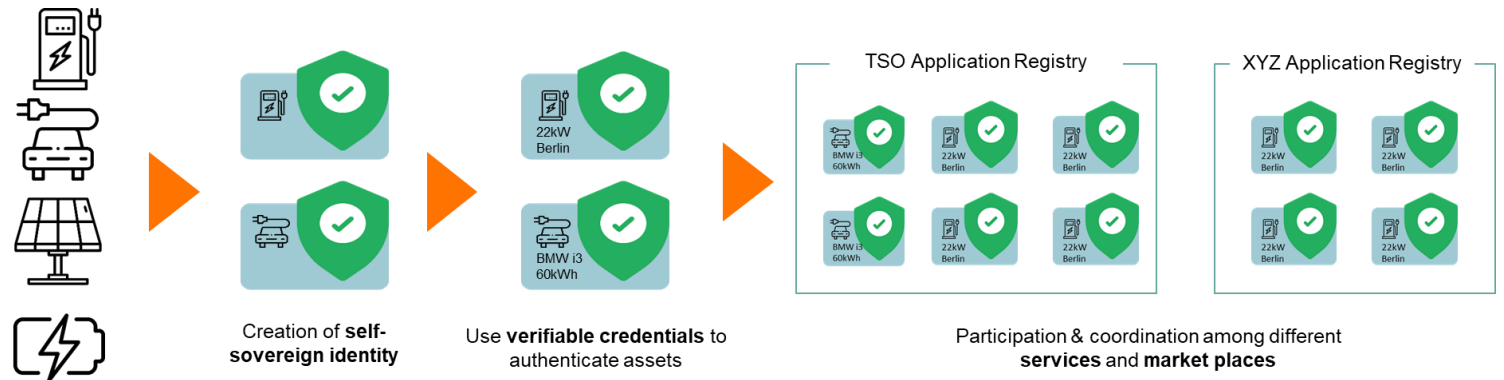 TSO Application Registry
XYZ Application Registry
22kW
Berlin
BMW i3
60kWh
BMW i3
60kWh
22kW
Berlin
22kW
Berlin
BMW i3
60kWh
22kW
Berlin
22kW
Berlin
22kW
Berlin
22kW
Berlin
22kW
Berlin
22kW
Berlin
Creation of self-
sovereign identity
Use verifiable credentials to
authenticate assets
Participation & coordination among different
services and market places